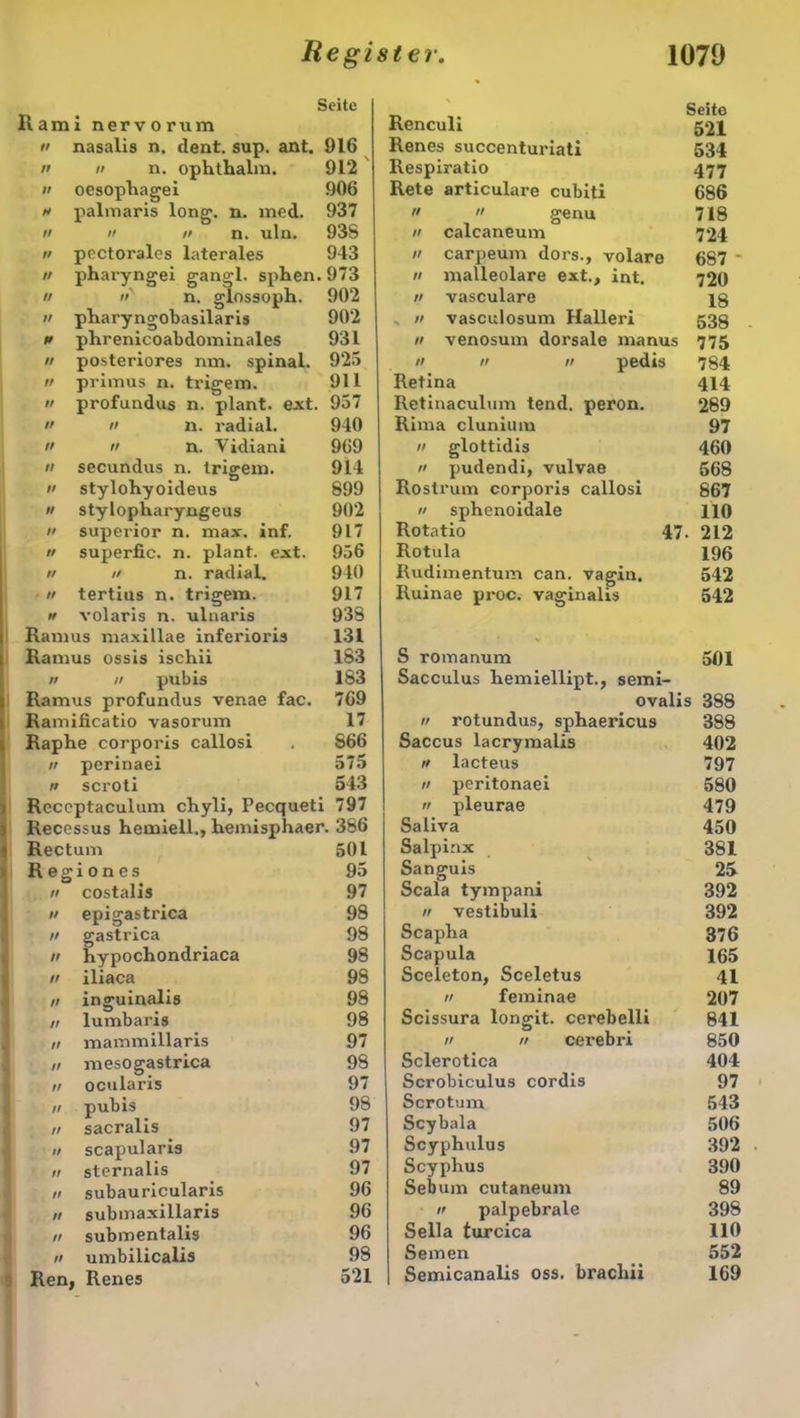 Register. 1079
Seite
Rami nervorum
" nasalis n. dent. sup. ant. 916
" " n. ophthalm. 912
" oesophagei 906
" palmaris long. n. med. 937
" " " n. uln. 938
" pectorales laterales 943
" pharyngei gangl. sphen. 973
" " n. glossoph. 902
" pharyngobasilaris 902
" phrenicoabdominales 931
" posteriores nm. spinal. 925
" primus n. trigem. 911
" profundus n. plant. ext. 957
" " n. radial. 940
" " n. Vidiani 969
" secundus n. trigem. 914
" stylohyoideus 899
" stylopharyngeus 902
" superior n. max. inf. 917
" superfic. n. plant. ext. 956
" " n. radial. 940
" tertius n. trigem. 917
" volaris n. ulnaris 938
Ramus maxillae inferioris 131
Ramus ossis ischii 183
" " pubis 183
Ramus profundus venae fac. 769
Ramificatio vasorum 17
Raphe corporis callosi 866
" perinaei 575
" scroti 543
Receptaculum chyli, Pecqueti 797
Recessus hemiell., hemisphaer. 386
Rectum 501
Regiones 95
" costalis 97
" epigastrica 98
" gastrica 98
" hypochondriaca 98
" iliaca 98
" inguinalis 98
" lumbaris 98
" mammillaris 97
" mesogastrica 98
" ocularis 97
" pubis 98
" sacralis 97
" scapularis 97
" sternalis 97
" subauricularis 96
" submaxillaris 96
" submentalis 96
" umbilicalis 98
Ren, Renes 521
Seite
Renculi 521
Renes succenturiati 534
Respiratio 477
Rete articulare cubiti 686
" " genu 718
" calcaneum 724
" carpeum dors., volare 687
" malleolare ext., int. 720
" vasculare 18
" vasculosum Halleri 538
" venosum dorsale manus 775
" " " pedis 784
Retina 414
Retinaculum tend. peron. 289
Rima clunium 97
" glottidis 460
" pudendi, vulvae 568
Rostrum corporis callosi 867
" sphenoidale 110
Rotatio 47. 212
Rotula 196
Rudimentum can. vagin. 542
Ruinae proc. vaginalis 542
S romanum 501
Sacculus hemiellipt., semi-
ovalis 388
" rotundus, sphaericus 388
Saccus lacrymalis 402
" lacteus 797
" peritonaei 580
" pleurae 479
Saliva 450
Salpinx 381
Sanguis 25
Scala tympani 392
" vestibuli 392
Scapha 376
Scapula 165
Sceleton, Sceletus 41
" feminae 207
Scissura longit. cerebelli 841
" " cerebri 850
Sclerotica 404
Scrobiculus cordis 97
Scrotum 543
Scybala 506
Scyphulus 392
Scyphus 390
Sebum cutaneum 89
" palpebrale 398
Sella turcica 110
Semen 552
Semicanalis oss. brachii 169